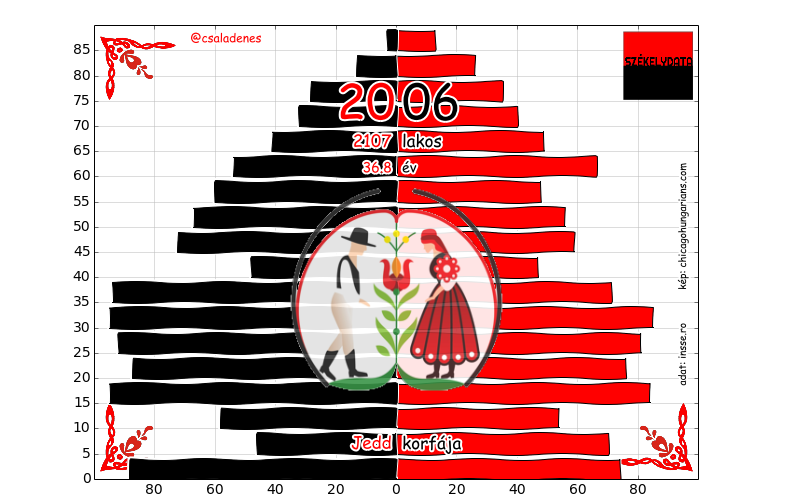 @csaladenes
SZÉKELYDATA
2006
2107 lakos
36.8 év
kép: chicagohungarians.com
adat: insse.ro
Jedd korfája
85
80
75
70
65
60
55
50
45
40
35
30
25
20
15
10
5
0
80 60 40 20 0 20 40 60 80